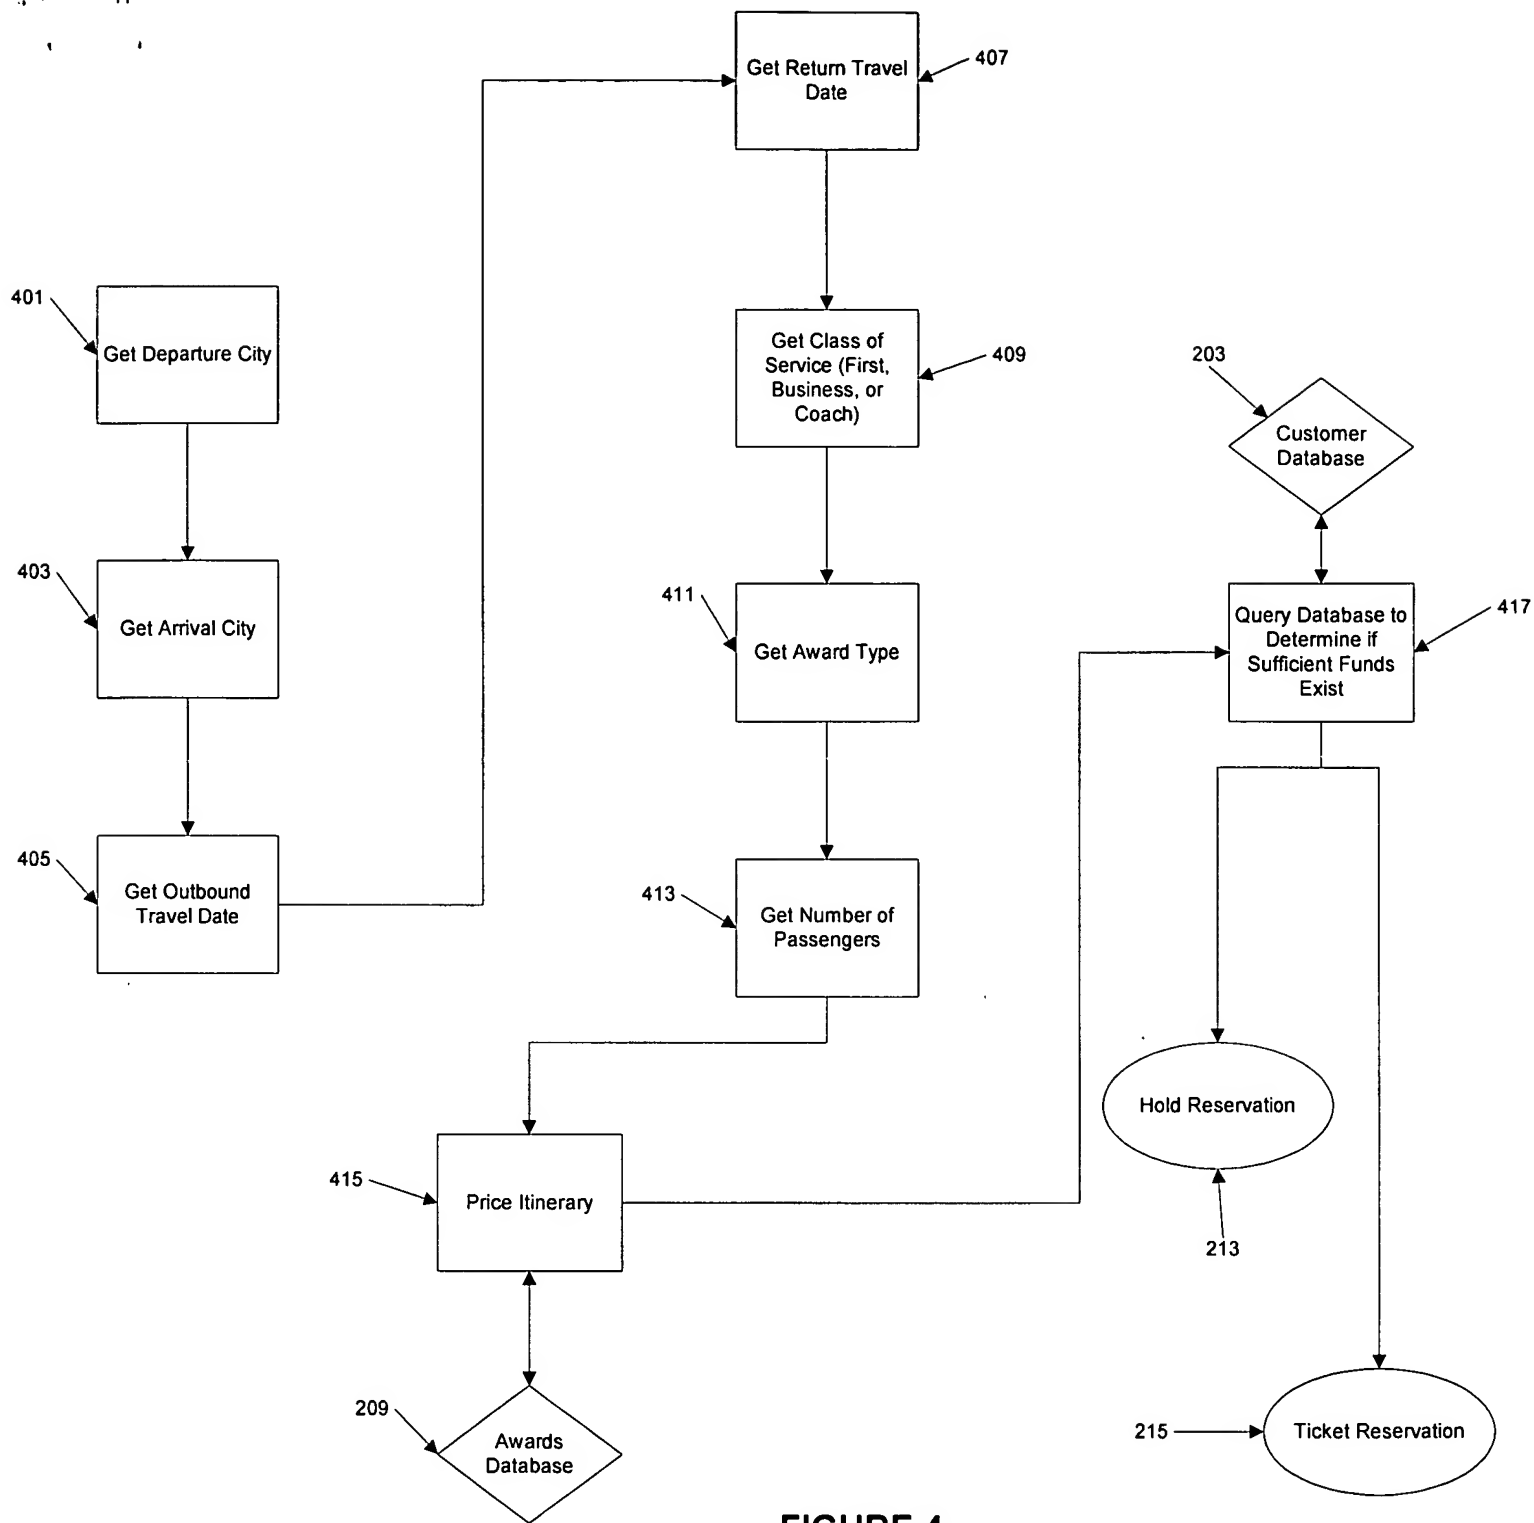 Get Return Travel
Date
407
401
Get Departure City
Get Class of
Service (First,
Business, or
Coach)
409
203
Customer
Database
403
Get Arrival City
411
Get Award Type
Query Database to
Determine if
Sufficient Funds
Exist
417
405
Get Outbound
Travel Date
413
Get Number of
Passengers
Hold Reservation
213
415
Price Itinerary
209
Awards
Database
215
Ticket Reservation
FIGURE 4